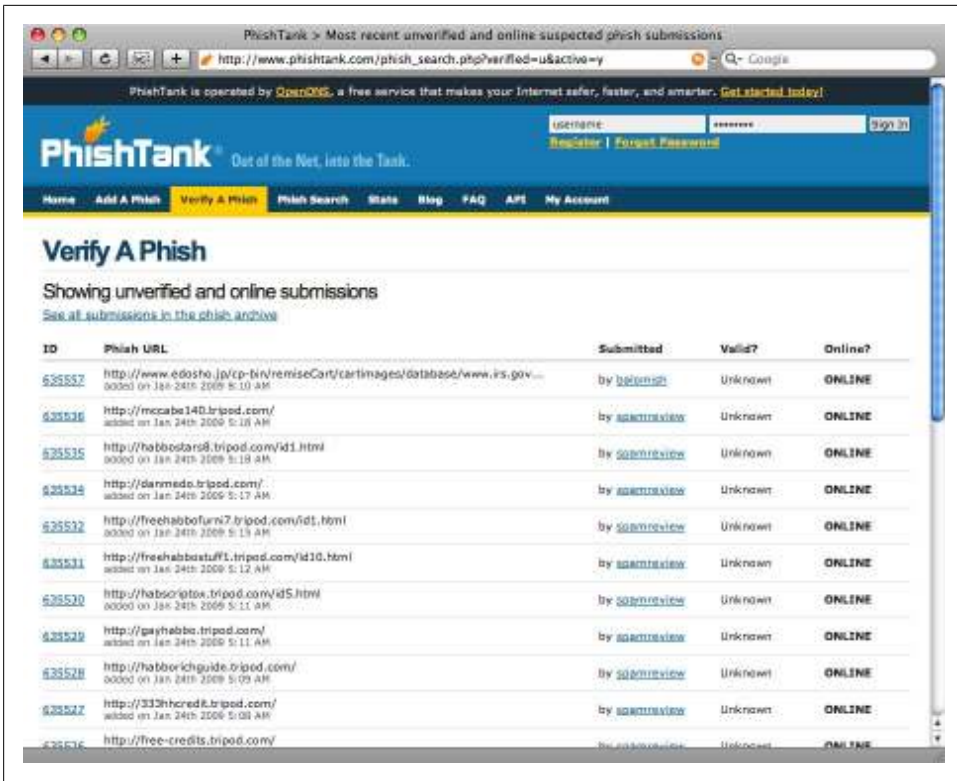 PhishTank > Most recent unverified and online suspected phish submissions
http://www.phishtank.com/phish_search.php?verified=u&active=y
Google
PhishTank is operated by OpenDNS, a free service that makes your Internet safer, faster, and smarter. Get started today!
username
Sign In
Register | Forgot Password
PhishTank Out of the Net, into the Tank.
Home Add A Phish Verify A Phish Phish Search Stats Blog FAQ API My Account
Verify A Phish
Showing unverified and online submissions
See all submissions in the phish archive
ID Phish URL Submitted Valid? Online?
635557 http://www.edosho.jp/cp-bin/remiseCart/cartimages/database/www.irs.gov... by Unknown ONLINE
added on Jan 24th 2009 AM
635536 http://mccabe140.tripod.com/ by spamreview Unknown ONLINE
added on Jan 24th 2009 5:18 AM
635535 http://habbostars8.tripod.com/id1.html by spamreview Unknown ONLINE
added on Jan 24th 2009 5:18 AM
635534 http://danmedo.tripod.com/ by spamreview Unknown ONLINE
added on Jan 24th 2009 5:17 AM
635532 http://freehabbofurni7.tripod.com/id1.html by spamreview Unknown ONLINE
added on Jan 24th 2009 5:15 AM
635531 http://freehabbostuff1.tripod.com/id10.html by spamreview Unknown ONLINE
added on Jan 24th 2009 5:12 AM
635530 http://habscriptox.tripod.com/id5.html by spamreview Unknown ONLINE
added on Jan 24th 2009 5:11 AM
635529 http://gayhabbo.tripod.com/ by spamreview Unknown ONLINE
added on Jan 24th 2009 5:11 AM
635528 http://habborichguide.tripod.com/ by spamreview Unknown ONLINE
added on Jan 24th 2009 5:09 AM
635527 http://333hhcredit.tripod.com/ by spamreview Unknown ONLINE
added on Jan 24th 2009 5:08 AM
635526 http://free-credits.tripod.com/ by spamreview Unknown ONLINE